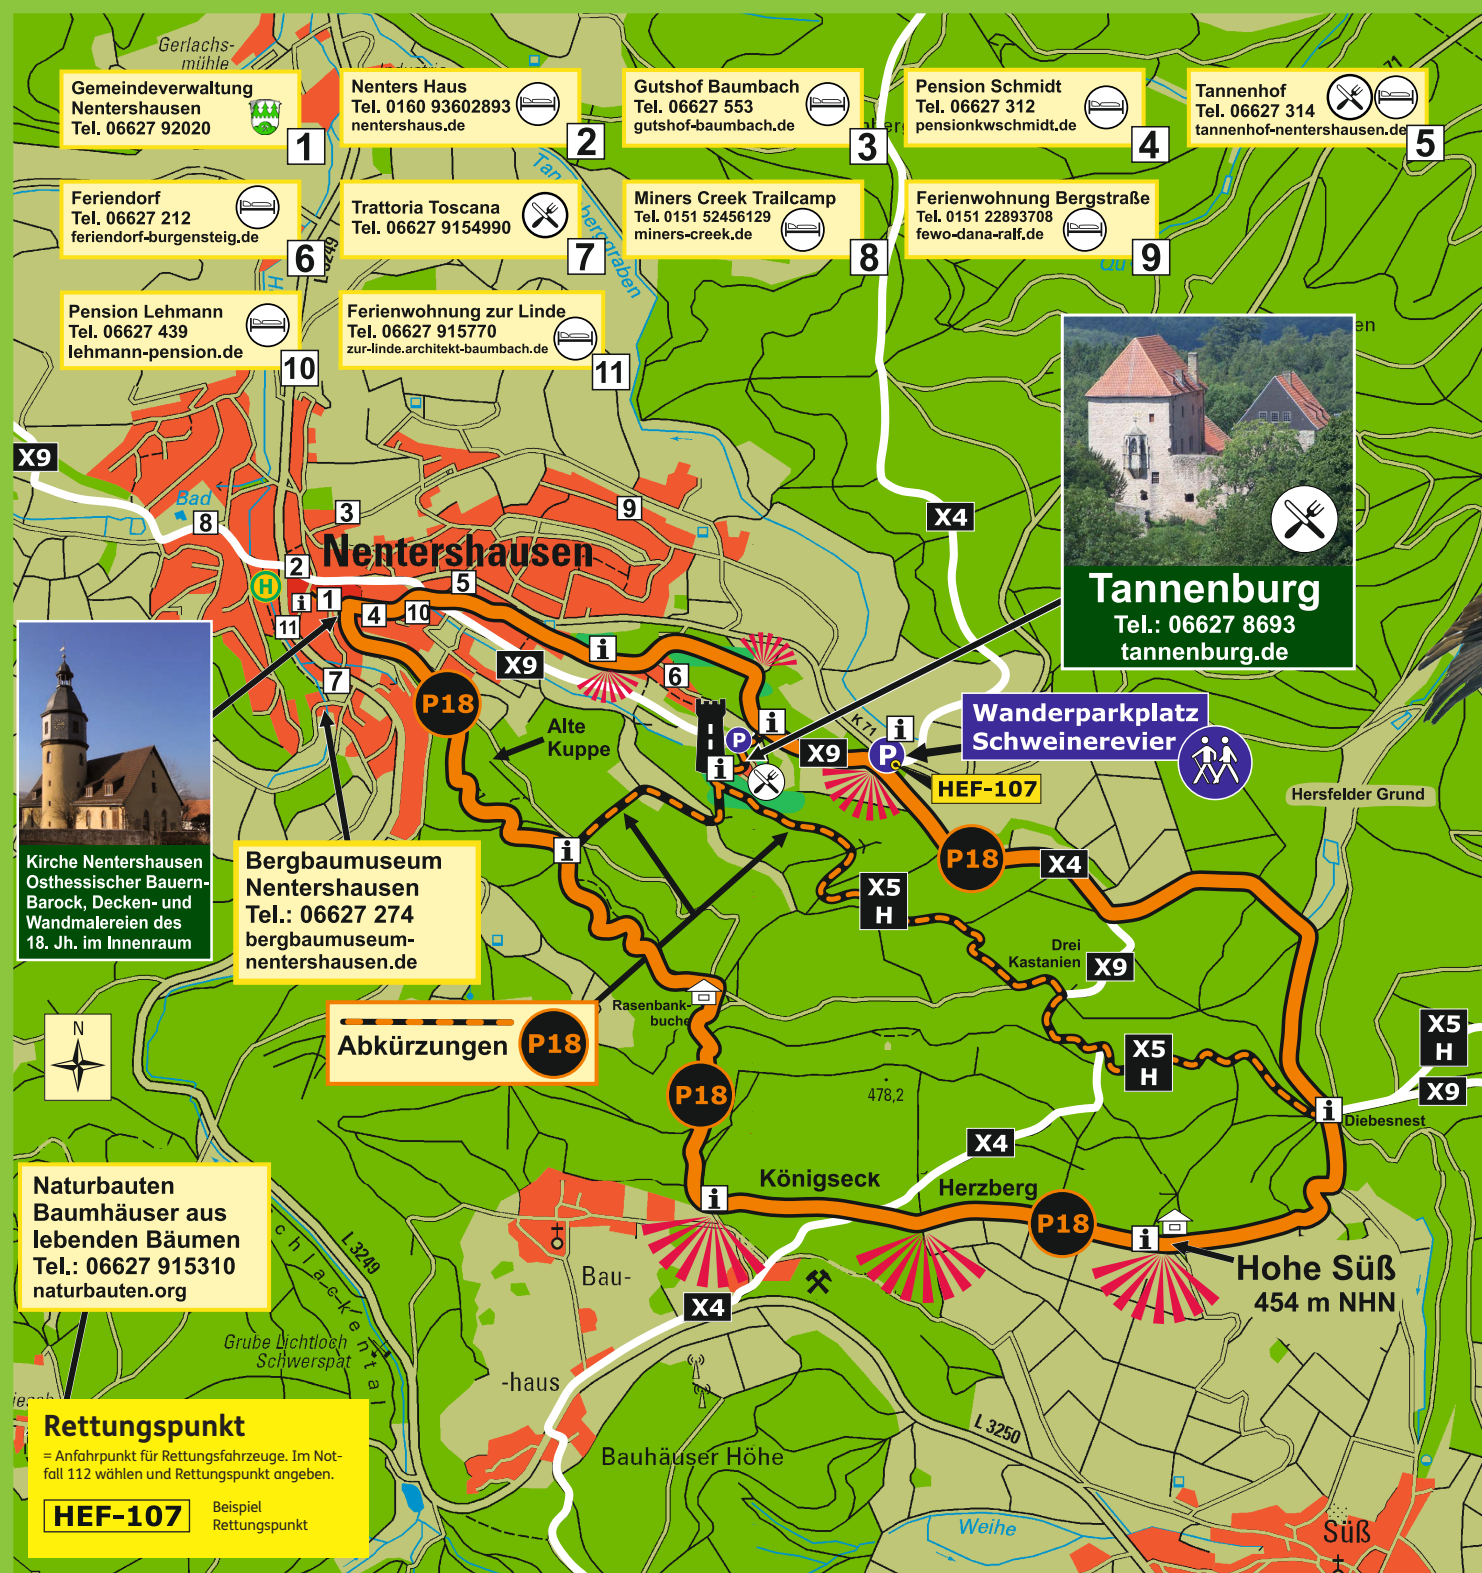 Gerlachs-
mühle
Gemeindeverwaltung
Nentershausen
Tel. 06627 92020
1
Nenters Haus
Tel. 0160 93602893
nentershaus.de
2
Gutshof Baumbach
Tel. 06627 553
gutshof-baumbach.de
3
Pension Schmidt
Tel. 06627 312
pensionkwschmidt.de
4
Tannenhof
Tel. 06627 314
tannenhof-nentershausen.de
5
71
Feriendorf
Tel. 06627 212
feriendorf-burgensteig.de
6
Trattoria Toscana
Tel. 06627 9154990
7
Miners Creek Trailcamp
Tel. 0151 52456129
miners-creek.de
8
Ferienwohnung Bergstraße
Tel. 0151 22893708
fewo-dana-ralf.de
9
Pension Lehmann
Tel. 06627 439
lehmann-pension.de
10
Ferienwohnung zur Linde
Tel. 06627 915770
zur-linde.architekt-baumbach.de
11
L 3249
Tan
berggraben
Qu
en
X9
Bad
8
3
9
X4
Nentershausen
2
H
5
i
1
4
10
11
Tannenburg
Tel.: 06627 8693
tannenburg.de
X9
i
6
7
P18
Alte
Kuppe
i
P
i
X9
K 71
i
P
Wanderparkplatz
Schweinerevier
HEF-107
Hersfelder Grund
Kirche Nentershausen
Osthessischer Bauern-
Barock, Decken- und
Wandmalereien des
18. Jh. im Innenraum
Bergbaumuseum
Nentershausen
Tel.: 06627 274
bergbaumuseum-
nentershausen.de
i
P18
X4
X5
H
Drei
Kastanien
X9
Rasenbank-
buche
N
Abkürzungen
P18
P18
478,2
X5
H
X5
H
X9
i
Diebesnest
X4
Königseck
Herzberg
i
P18
i
Hohe Süß
454 m NHN
Naturbauten
Baumhäuser aus
lebenden Bäumen
Tel.: 06627 915310
naturbauten.org
L 3249
chlackental
Grube Lichtloch
Schwerspat
Bau-
-haus
X4
L 3250
Bauhäuser Höhe
Weihe
Süß
Rettungspunkt
= Anfahrpunkt für Rettungsfahrzeuge. Im Not-
fall 112 wählen und Rettungspunkt angeben.
HEF-107
Beispiel
Rettungspunkt